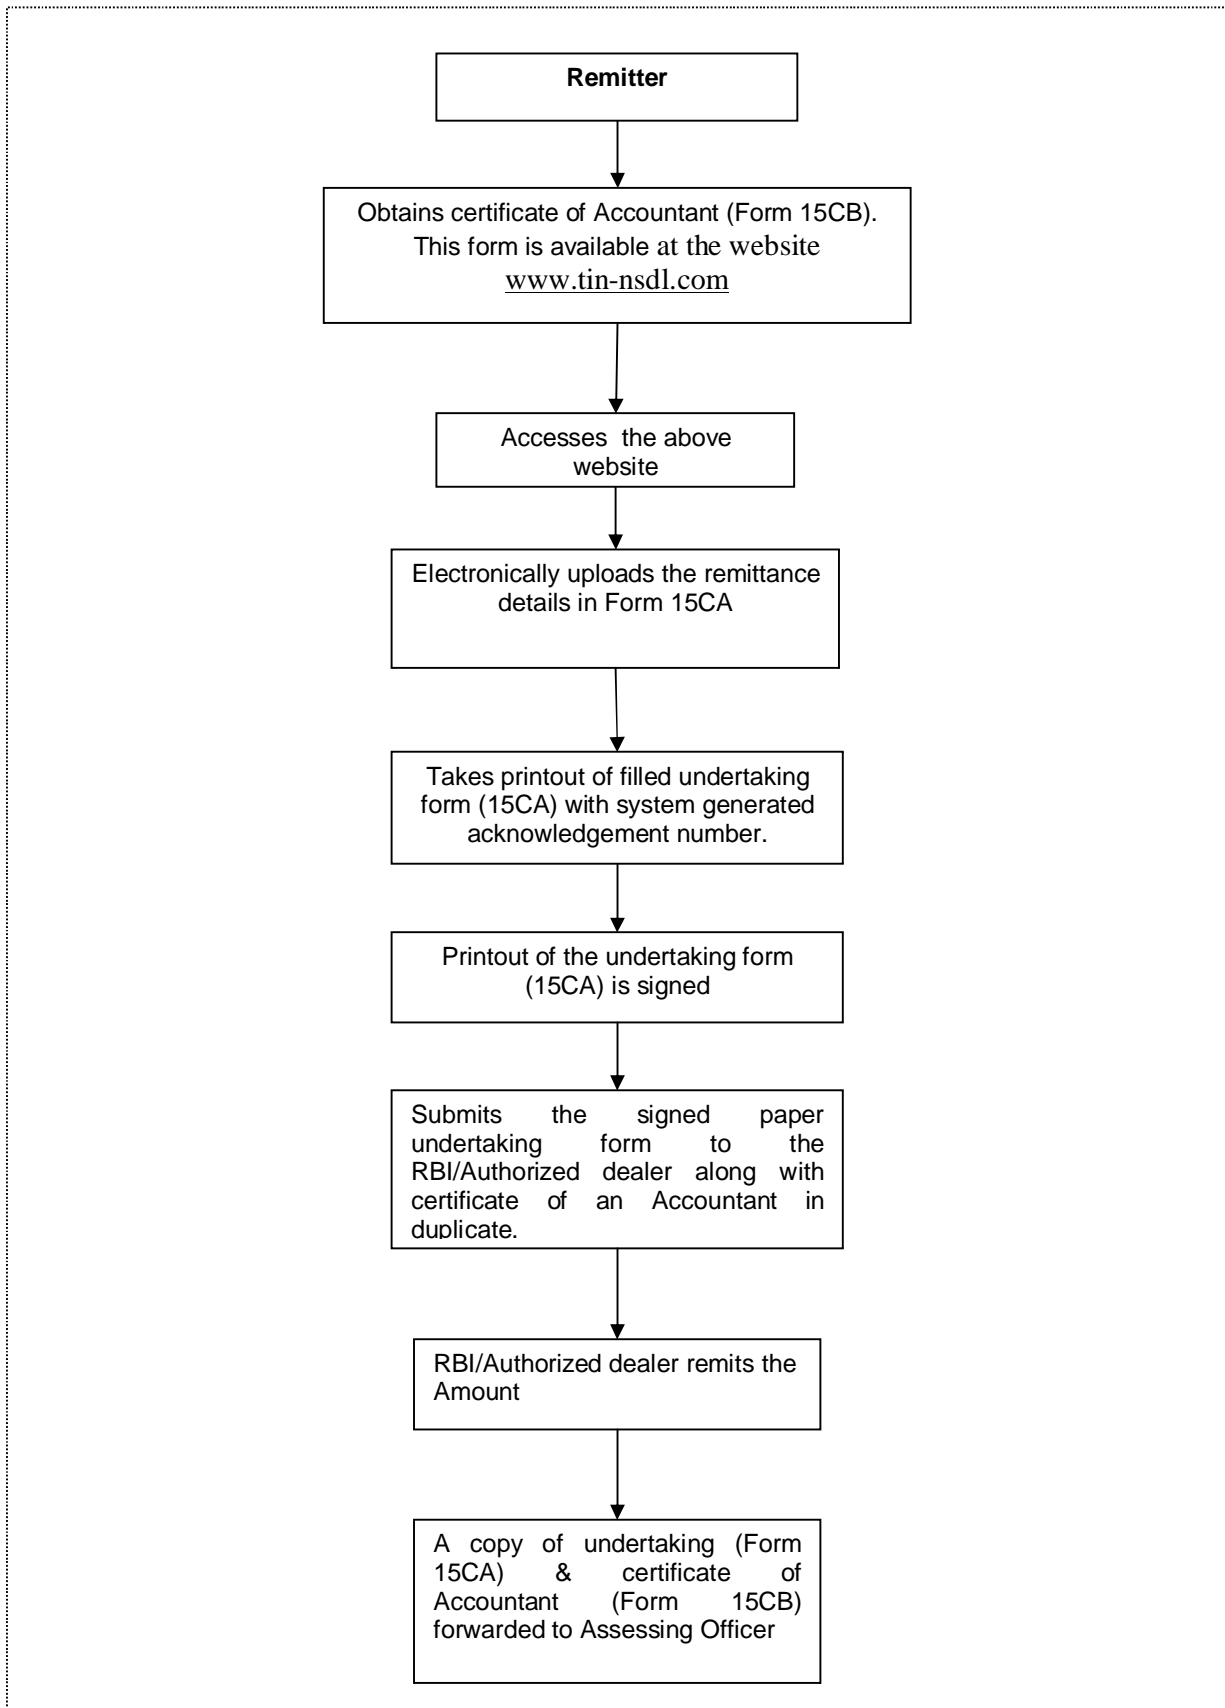 Remitter
Obtains certificate of Accountant (Form 15CB).
This form is available at the website
www.tin-nsdl.com
Accesses the above
website
Electronically uploads the remittance
details in Form 15CA
Takes printout of filled undertaking
form (15CA) with system generated
acknowledgement number.
Printout of the undertaking form
(15CA) is signed
Submits the signed paper
undertaking form to the
RBI/Authorized dealer along with
certificate of an Accountant in
duplicate.
RBI/Authorized dealer remits the
Amount
A copy of undertaking (Form
15CA) & certificate of
Accountant (Form 15CB)
forwarded to Assessing Officer